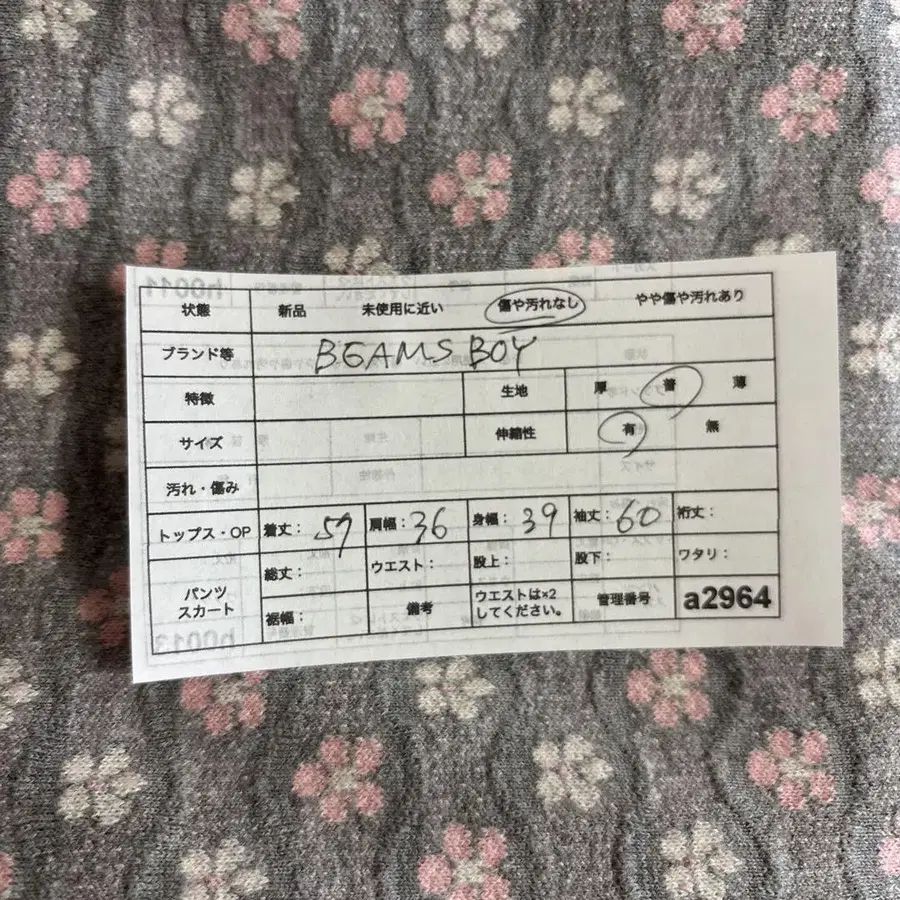 状態 新品 未使用に近い 傷や汚れなし やや傷や汚れあり
ブランド等 BEAMS BOY
特徴 生地 厚 普 薄
サイズ 伸縮性 有 無
汚れ・傷み
トップス・OP 着丈：57 肩幅：36 身幅：39 袖丈：60 裄丈：
パンツ スカート 総丈： ウエスト： 股上： 股下： ワタリ：
裾幅： 備考 ウエストは×2 してください。 管理番号 a2964
h0011
h0013